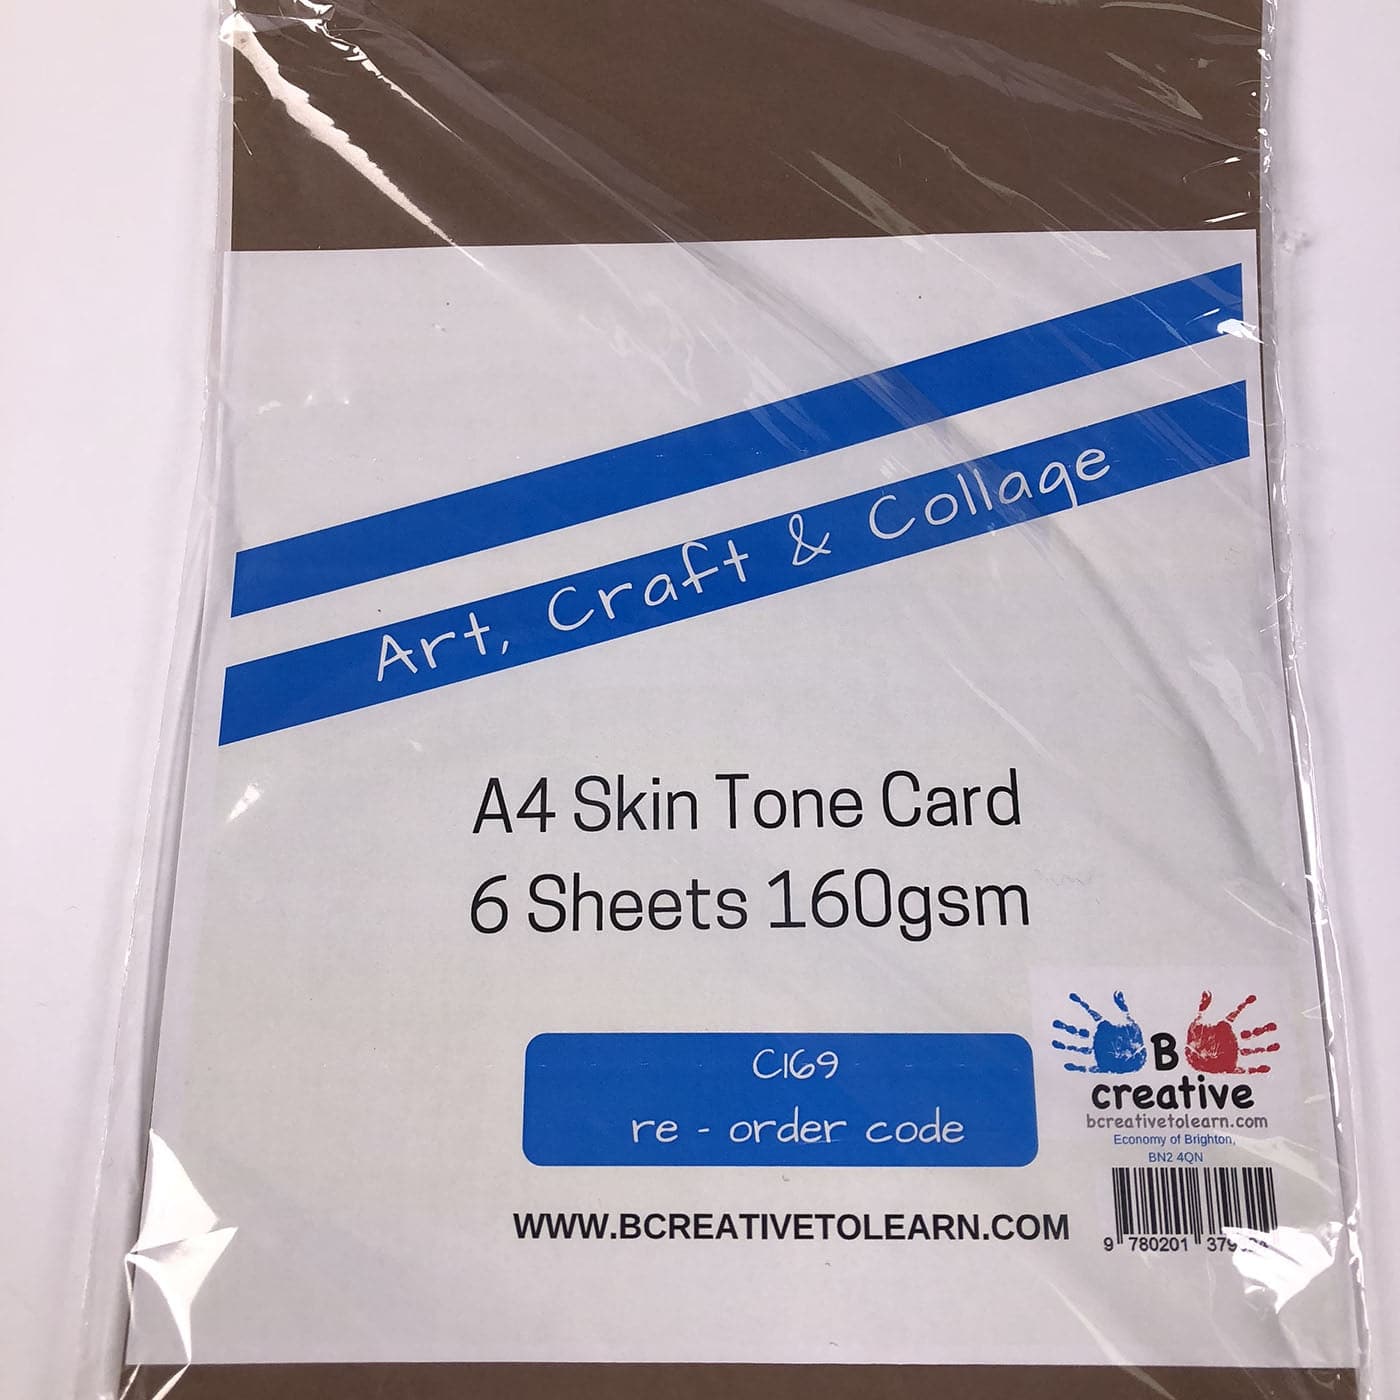 Art, Craft & Collage
A4 Skin Tone Card
6 Sheets 160gsm
C169
re - order code
B
creative
bcreativetolearn.com
Economy of Brighton,
BN2 4QN
WWW.BCREATIVETOLEARN.COM
9 780201